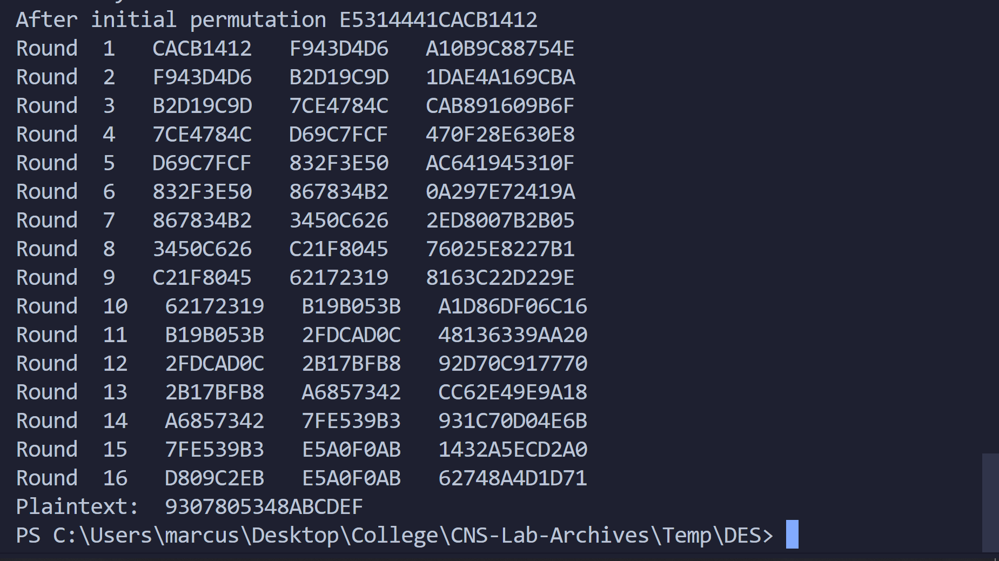 After initial permutation E5314441CACB1412
Round  1   CACB1412   F943D4D6   A10B9C88754E
Round  2   F943D4D6   B2D19C9D   1DAE4A169CBA
Round  3   B2D19C9D   7CE4784C   CAB891609B6F
Round  4   7CE4784C   D69C7FCF   470F28E630E8
Round  5   D69C7FCF   832F3E50   AC641945310F
Round  6   832F3E50   867834B2   0A297E72419A
Round  7   867834B2   3450C626   2ED8007B2B05
Round  8   3450C626   C21F8045   76025E8227B1
Round  9   C21F8045   62172319   8163C22D229E
Round  10   62172319   B19B053B   A1D86DF06C16
Round  11   B19B053B   2FDCAD0C   48136339AA20
Round  12   2FDCAD0C   2B17BFB8   92D70C917770
Round  13   2B17BFB8   A6857342   CC62E49E9A18
Round  14   A6857342   7FE539B3   931C70D04E6B
Round  15   7FE539B3   E5A0F0AB   1432A5ECD2A0
Round  16   D809C2EB   E5A0F0AB   62748A4D1D71
Plaintext:  9307805348ABCDEF
PS C:\Users\marcus\Desktop\College\CNS-Lab-Archives\Temp\DES>